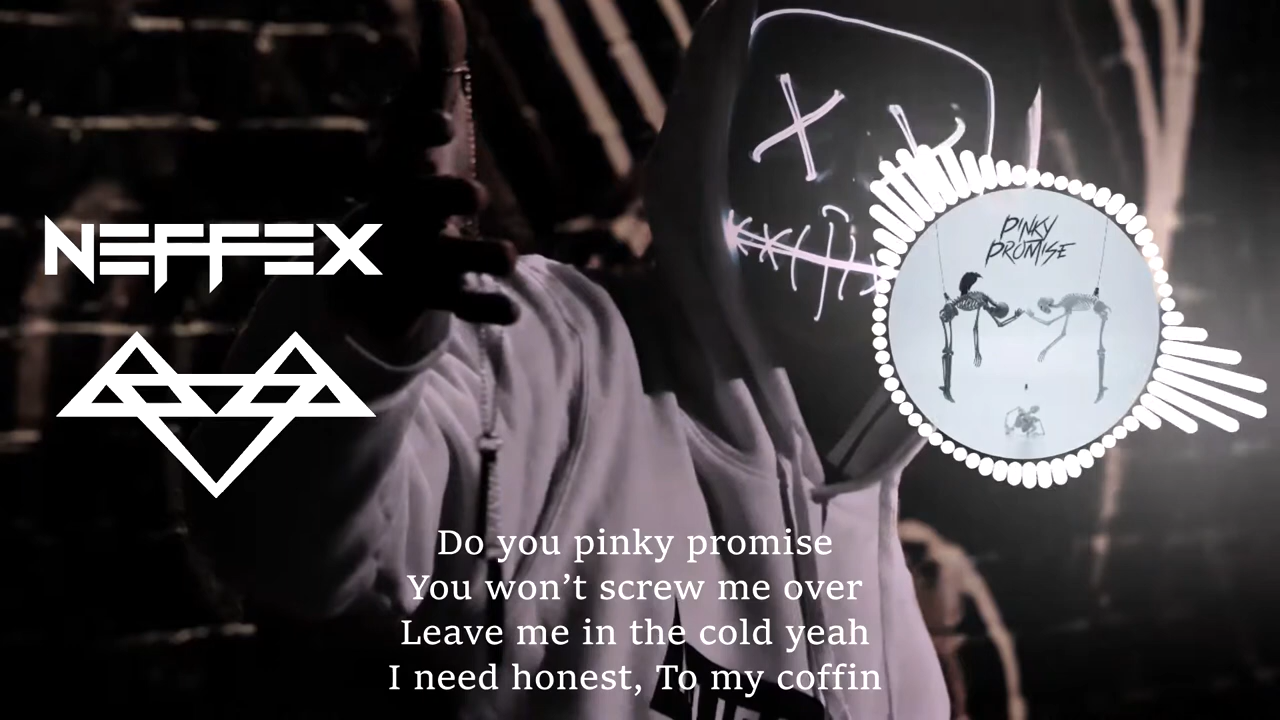 NEFFEX
PINKY
PROMISE
Do you pinky promise
You won’t screw me over
Leave me in the cold yeah
I need honest, To my coffin